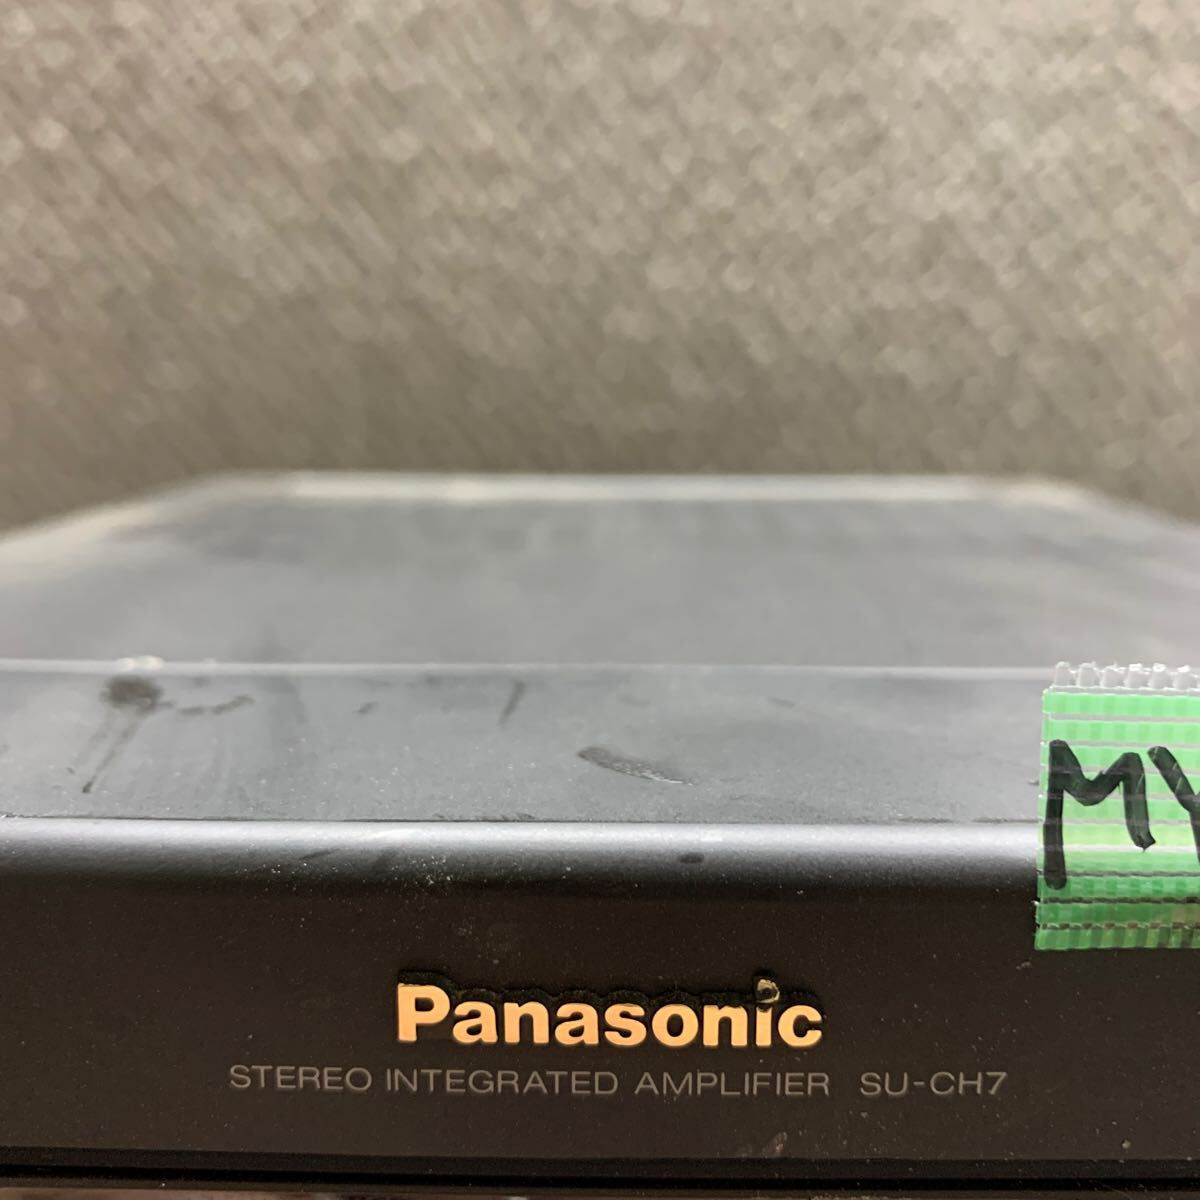 MY
Panasonic
STEREO INTEGRATED AMPLIFIER SU-CH7